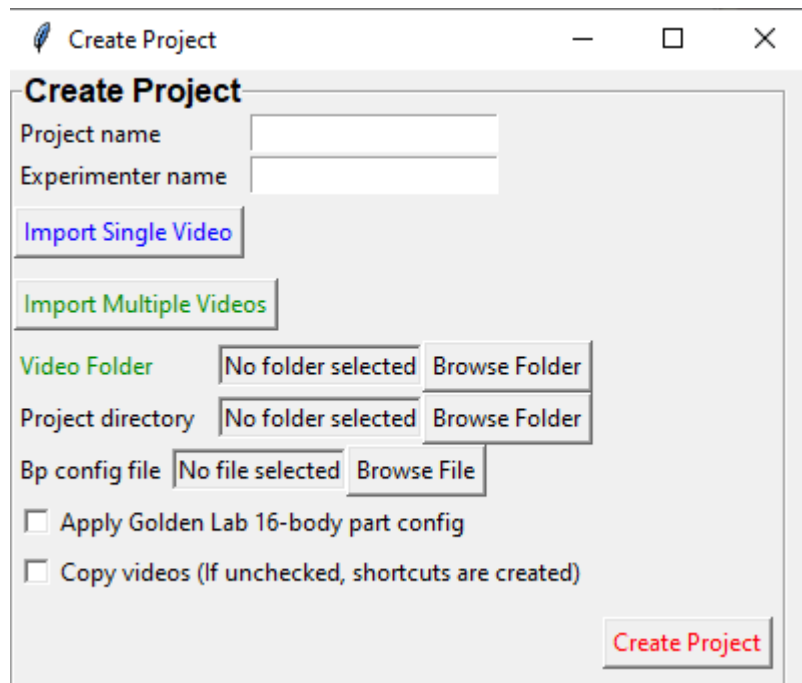 Create Project
Create Project
Project name
Experimenter name
Import Single Video
Import Multiple Videos
Video Folder No folder selected Browse Folder
Project directory No folder selected Browse Folder
Bp config file No file selected Browse File
Apply Golden Lab 16-body part config
Copy videos (If unchecked, shortcuts are created)
Create Project